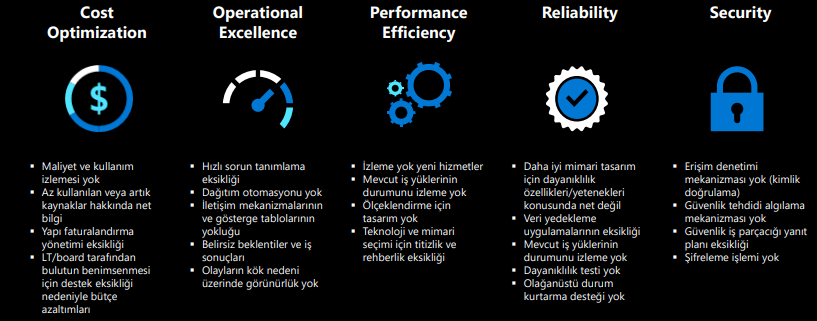 Cost
Optimization
▪ Maliyet ve kullanım
izlemesi yok
▪ Az kullanılan veya artık
kaynaklar hakkında net
bilgi
▪ Yapı faturalandırma
yönetimi eksikliği
▪ LT/board tarafından
bulutun benimsenmesi
için destek eksikliği
nedeniyle bütçe
azaltımları
Operational
Excellence
▪ Hızlı sorun tanımlama
eksikliği
▪ Dağıtım otomasyonu yok
▪ İletişim mekanizmalarının
ve gösterge tablolarının
yokluğu
▪ Belirsiz beklentiler ve iş
sonuçları
▪ Olayların kök nedeni
üzerinde görünürlük yok
Performance
Efficiency
▪ İzleme yok yeni hizmetler
▪ Mevcut iş yüklerinin
durumunu izleme yok
▪ Ölçeklendirme için
tasarım yok
▪ Teknoloji ve mimari
seçimi için titizlik ve
rehberlik eksikliği
Reliability
▪ Daha iyi mimari tasarım
için dayanıklılık
özellikleri/yetenekleri
konusunda net değil
▪ Veri yedekleme
uygulamalarının eksikliği
▪ Mevcut iş yüklerinin
durumunu izleme yok
▪ Dayanıklılık testi yok
▪ Olağanüstü durum
kurtarma desteği yok
Security
▪ Erişim denetimi
mekanizması yok (kimlik
doğrulama)
▪ Güvenlik tehdidi algılama
mekanizması yok
▪ Güvenlik iş parçacığı yanıt
planı eksikliği
▪ Şifreleme işlemi yok